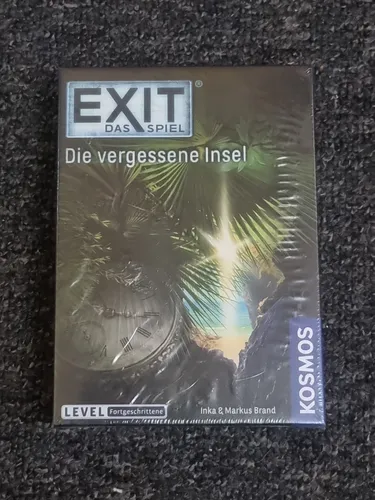 EXIT®
DAS SPIEL
Die vergessene Insel
LEVEL Fortgeschrittene
Inka & Markus Brand
KOSMOS